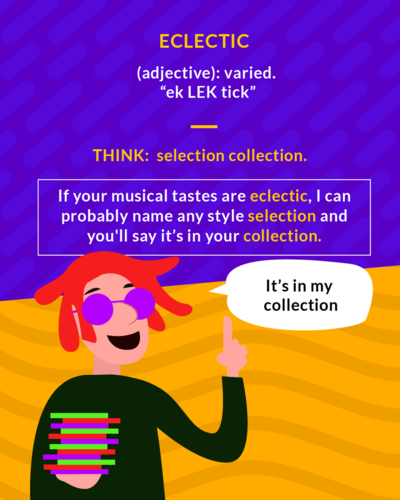 ECLECTIC
(adjective): varied.
“ek LEK tick”
THINK: selection collection.
If your musical tastes are eclectic, I can
probably name any style selection and
you'll say it’s in your collection.
It’s in my
collection